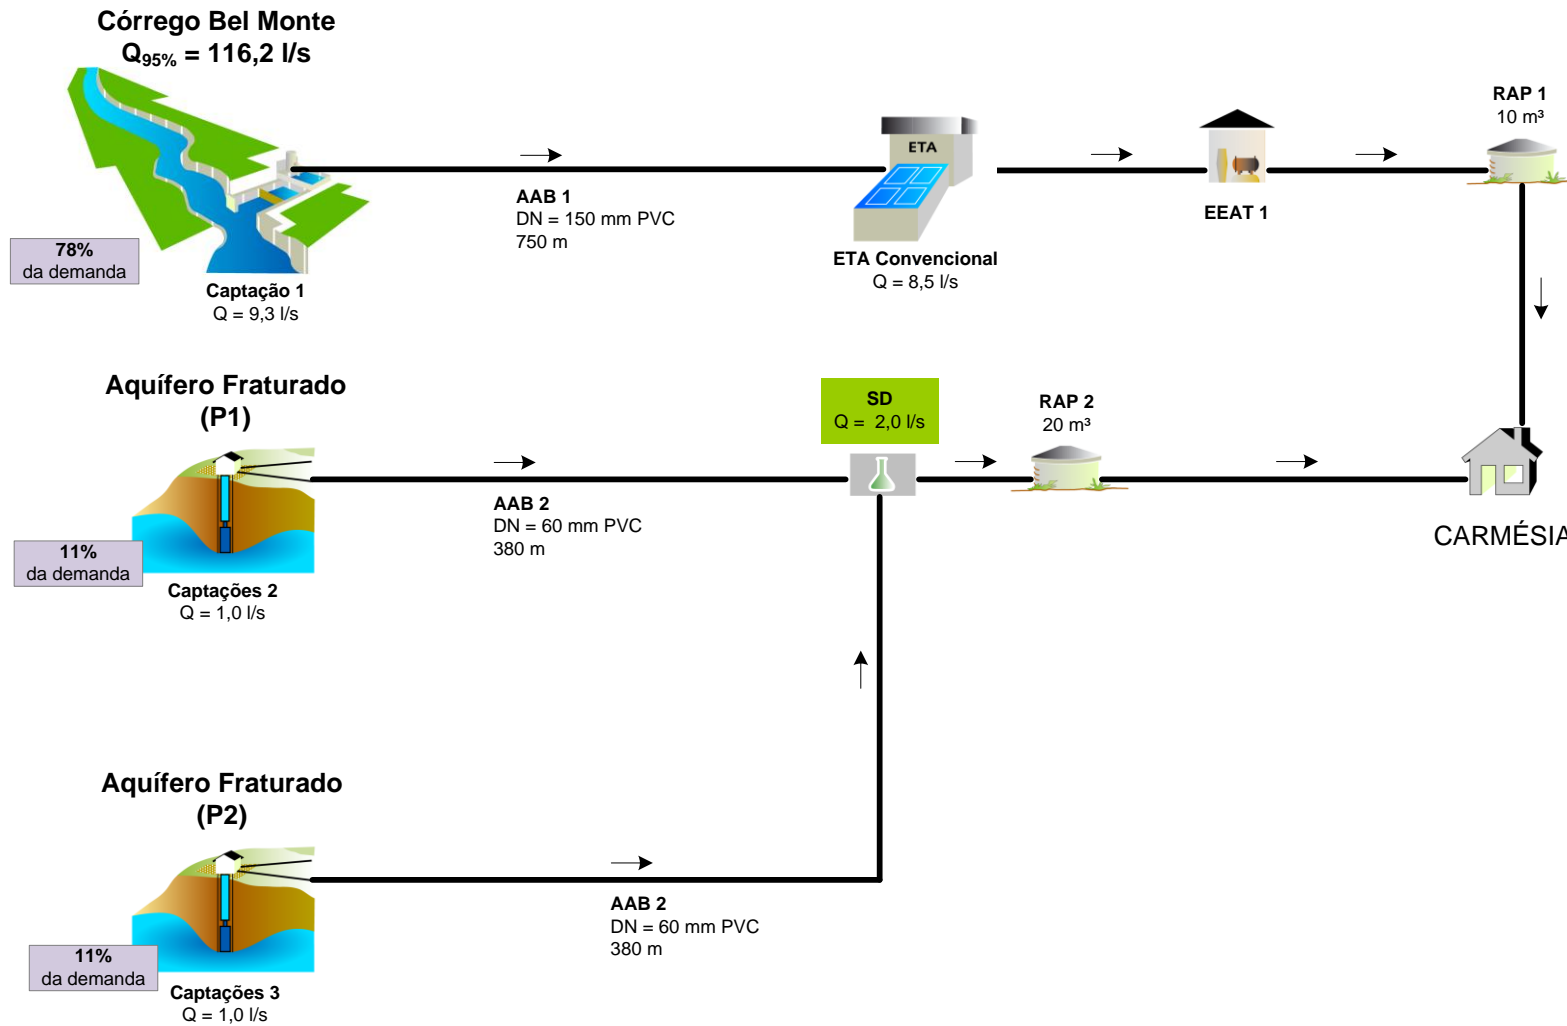 Córrego Bel Monte
Q95% = 116,2 l/s
RAP 1
10 m³
ETA
AAB 1
DN = 150 mm PVC
750 m
EEAT 1
78%
da demanda
ETA Convencional
Q = 8,5 l/s
Captação 1
Q = 9,3 l/s
Aquífero Fraturado
(P1)
SD
Q = 2,0 l/s
RAP 2
20 m³
AAB 2
DN = 60 mm PVC
380 m
CARMÉSIA
11%
da demanda
Captações 2
Q = 1,0 l/s
Aquífero Fraturado
(P2)
AAB 2
DN = 60 mm PVC
380 m
11%
da demanda
Captações 3
Q = 1,0 l/s